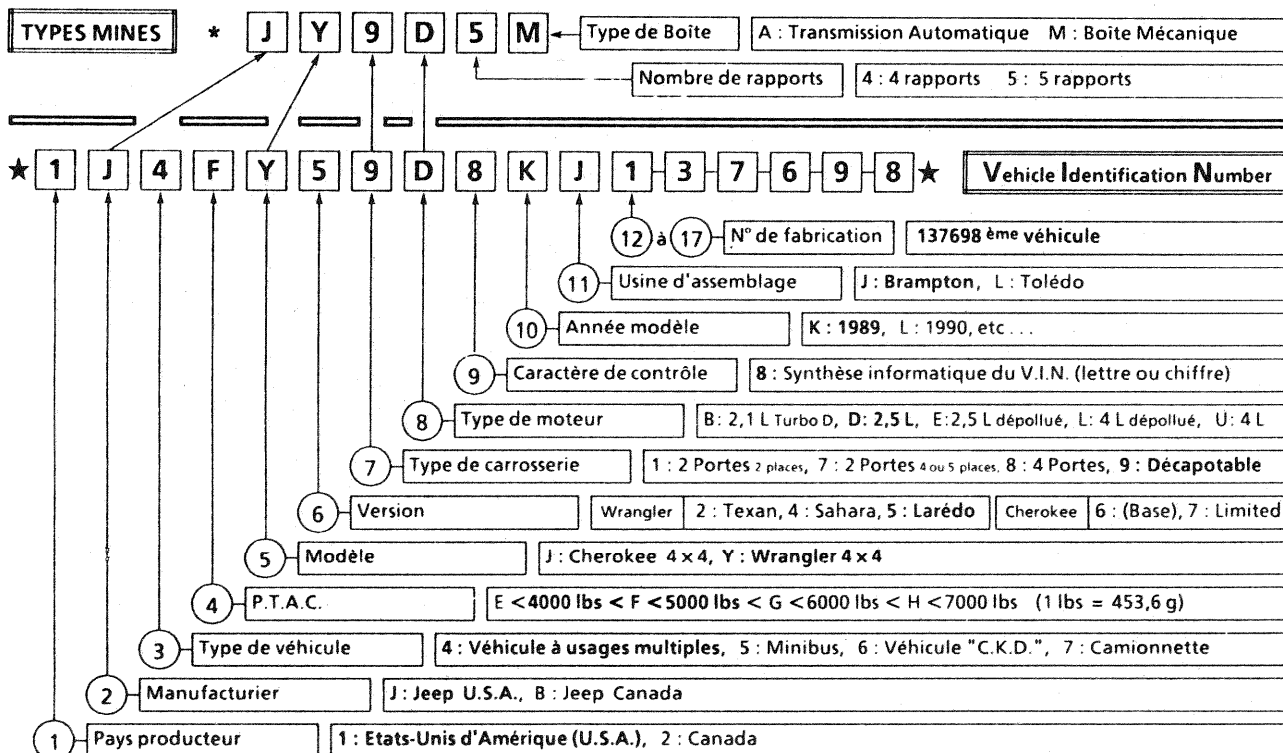 TYPES MINES * J Y 9 D 5 M Type de Boîte A : Transmission Automatique M : Boîte Mécanique
Nombre de rapports 4 : 4 rapports 5 : 5 rapports
★ 1 J 4 F Y 5 9 D 8 K J 1-3-7-6-9-8 ★ Vehicle Identification Number
12 à 17 N° de fabrication 137698 ème véhicule
11 Usine d'assemblage J : Brampton, L : Tolédo
10 Année modèle K : 1989, L : 1990, etc ...
9 Caractère de contrôle 8 : Synthèse informatique du V.I.N. (lettre ou chiffre)
8 Type de moteur B: 2,1 L Turbo D, D: 2,5 L, E:2,5 L dépollué, L: 4 L dépollué, U: 4 L
7 Type de carrosserie 1 : 2 Portes 2 places, 7 : 2 Portes 4 ou 5 places, 8 : 4 Portes, 9 : Décapotable
6 Version Wrangler 2 : Texan, 4 : Sahara, 5 : Larédo Cherokee 6 : (Base), 7 : Limited
5 Modèle J : Cherokee 4 x 4, Y : Wrangler 4 x 4
4 P.T.A.C. E < 4000 lbs < F < 5000 lbs < G < 6000 lbs < H < 7000 lbs (1 lbs = 453,6 g)
3 Type de véhicule 4 : Véhicule à usages multiples, 5 : Minibus, 6 : Véhicule "C.K.D.", 7 : Camionnette
2 Manufacturier J : Jeep U.S.A., B : Jeep Canada
1 Pays producteur 1 : Etats-Unis d'Amérique (U.S.A.), 2 : Canada